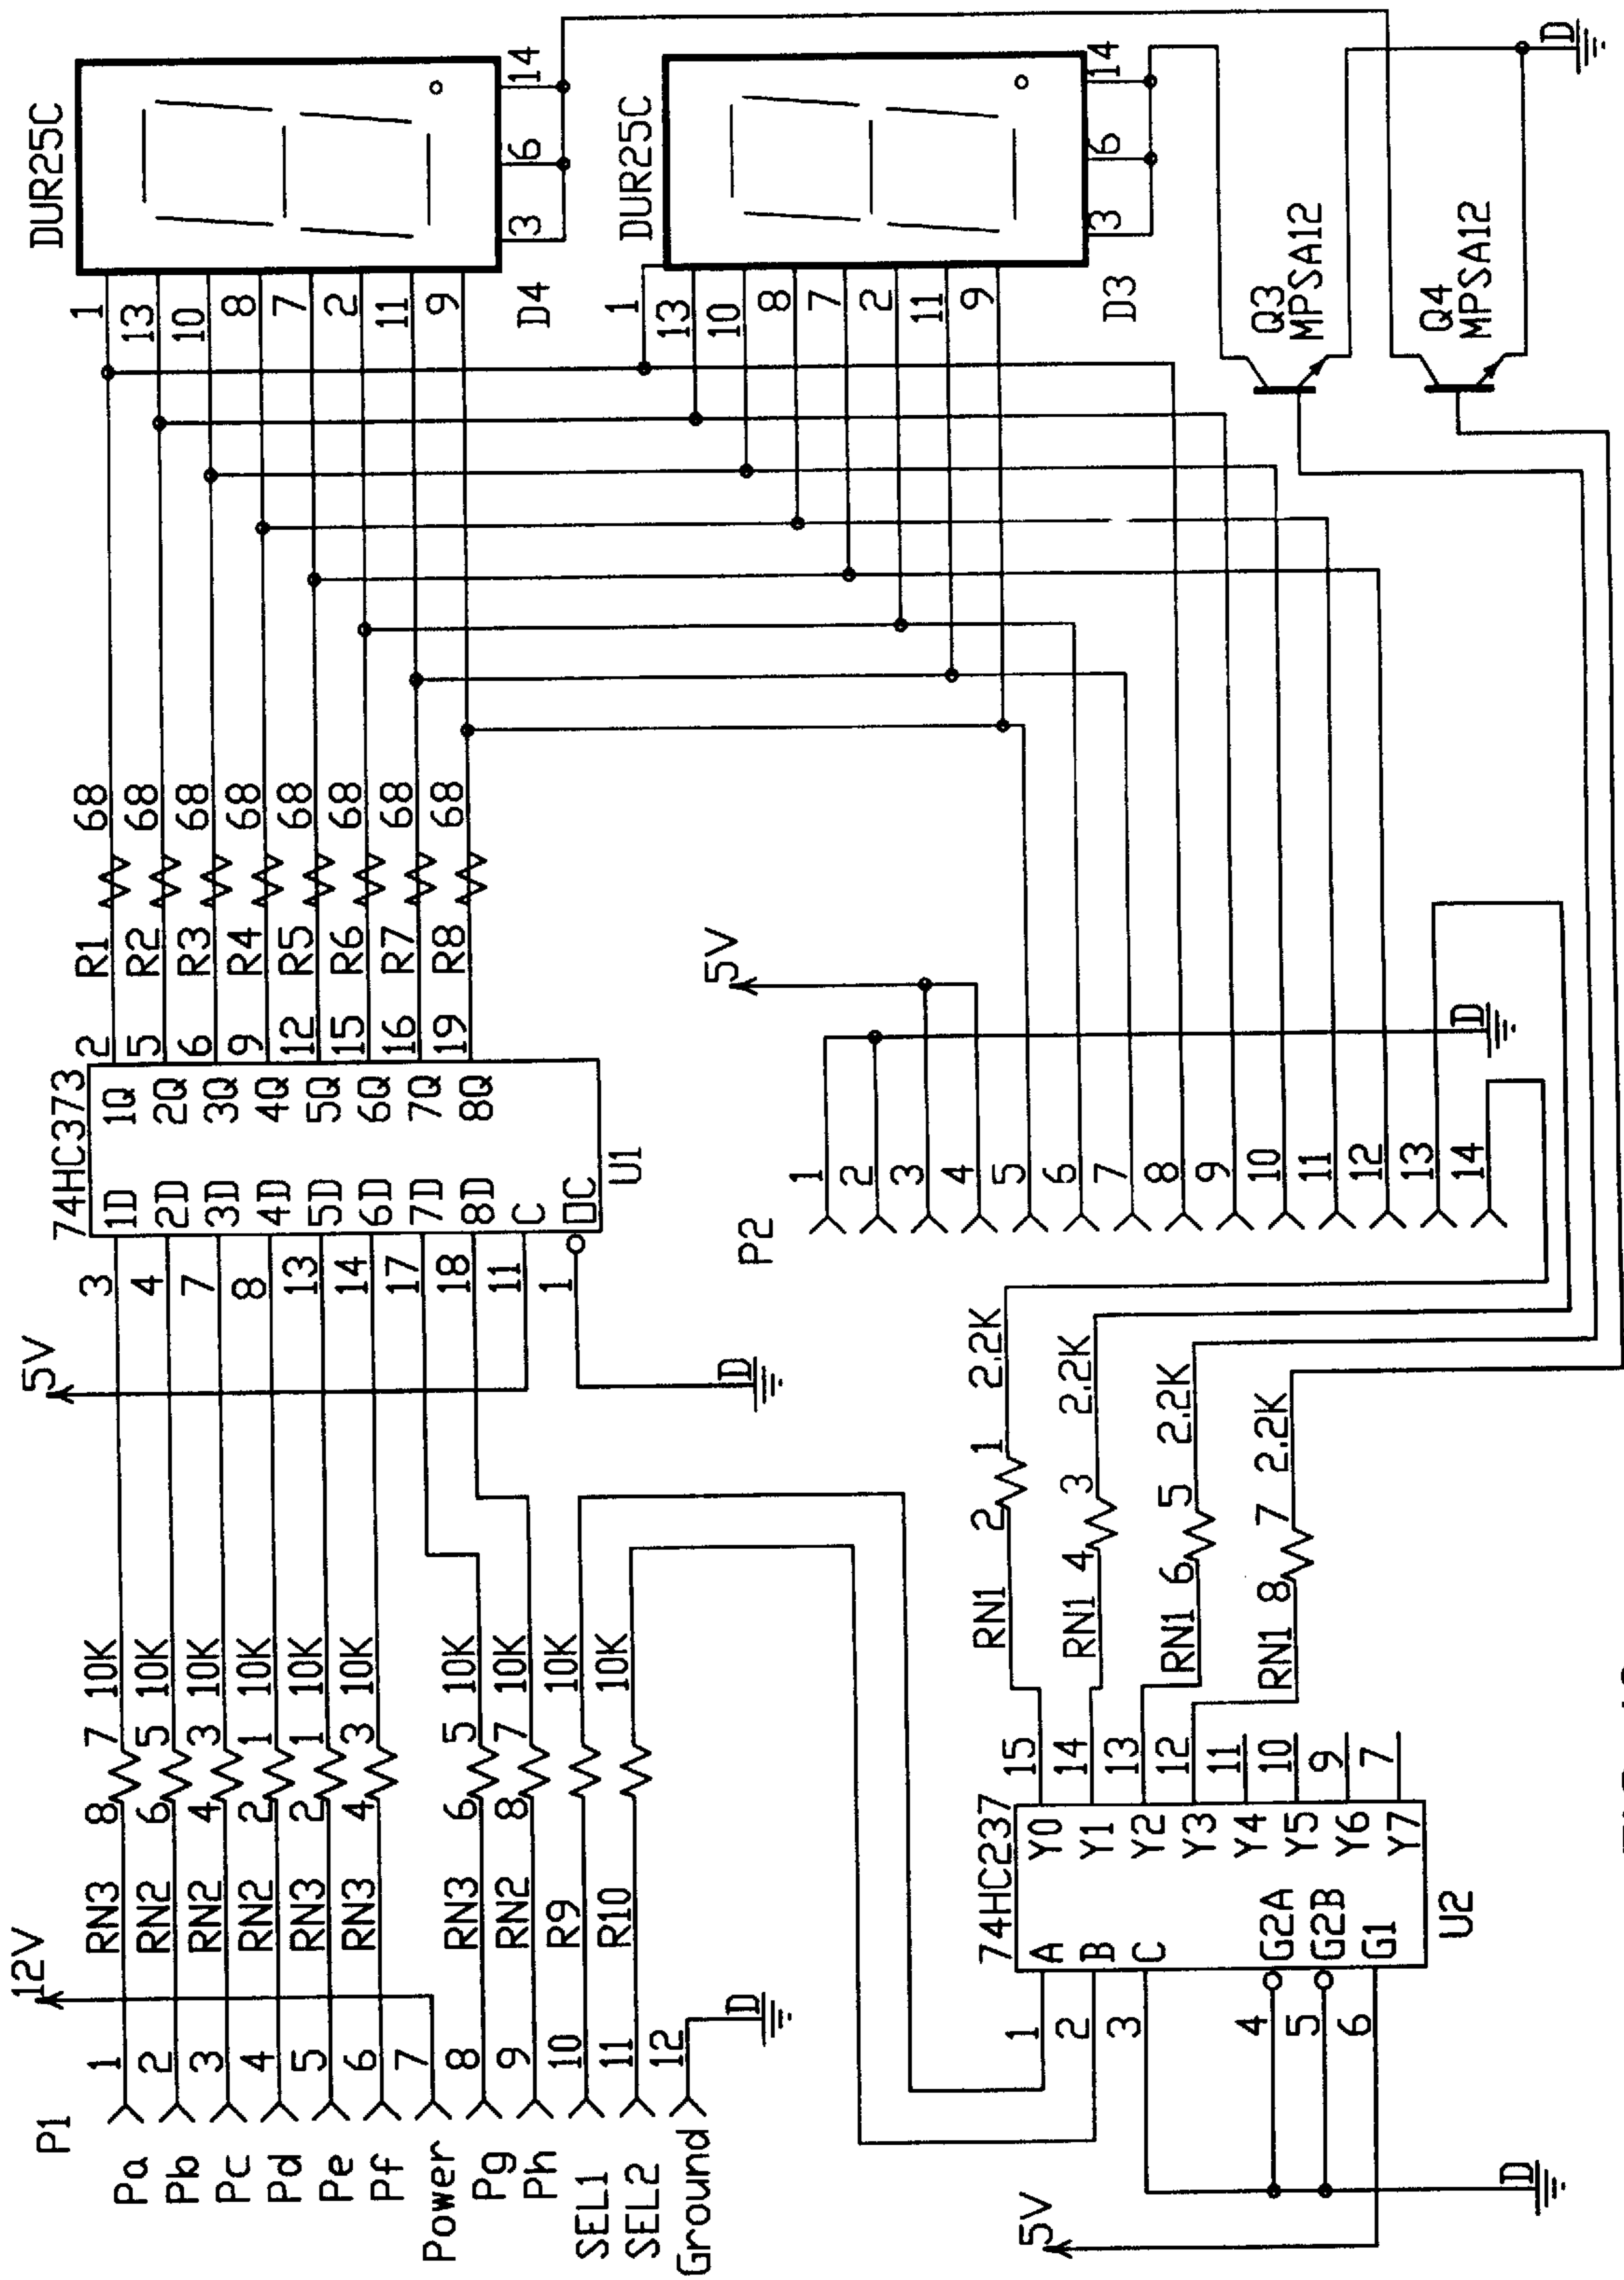 P1
Pa 1 RN3 8 7 10K
Pb 2 RN2 6 5 10K
Pc 3 RN2 4 3 10K
Pd 4 RN2 2 1 10K
Pe 5 RN3 2 1 10K
Pf 6 RN3 4 3 10K
Power 7
12V
Pg 8 RN3 6 5 10K
Ph 9 RN2 8 7 10K
SEL1 10 R9 10K
SEL2 11 R10 10K
Ground 12
D
5V
74HC373
3 1D 1Q 2 R1 68
4 2D 2Q 5 R2 68
7 3D 3Q 6 R3 68
8 4D 4Q 9 R4 68
13 5D 5Q 12 R5 68
14 6D 6Q 15 R6 68
17 7D 7Q 16 R7 68
18 8D 8Q 19 R8 68
11 C
1 OC
U1
D
DUR25C
1
13
10
8
7
2
11
9
3 6 14
D4
DUR25C
1
13
10
8
7
2
11
9
3 6 14
D3
Q3
MPSA12
Q4
MPSA12
D
P2
1
2
3
4
5
6
7
8
9
10
11
12
13
14
5V
D
74HC237
1 A Y0 15 RN1 2 1 2.2K
2 B Y1 14 RN1 4 3 2.2K
3 C Y2 13 RN1 6 5 2.2K
Y3 12 RN1 8 7 2.2K
Y4 11
4 G2A Y5 10
5 G2B Y6 9
6 G1 Y7 7
U2
5V
D